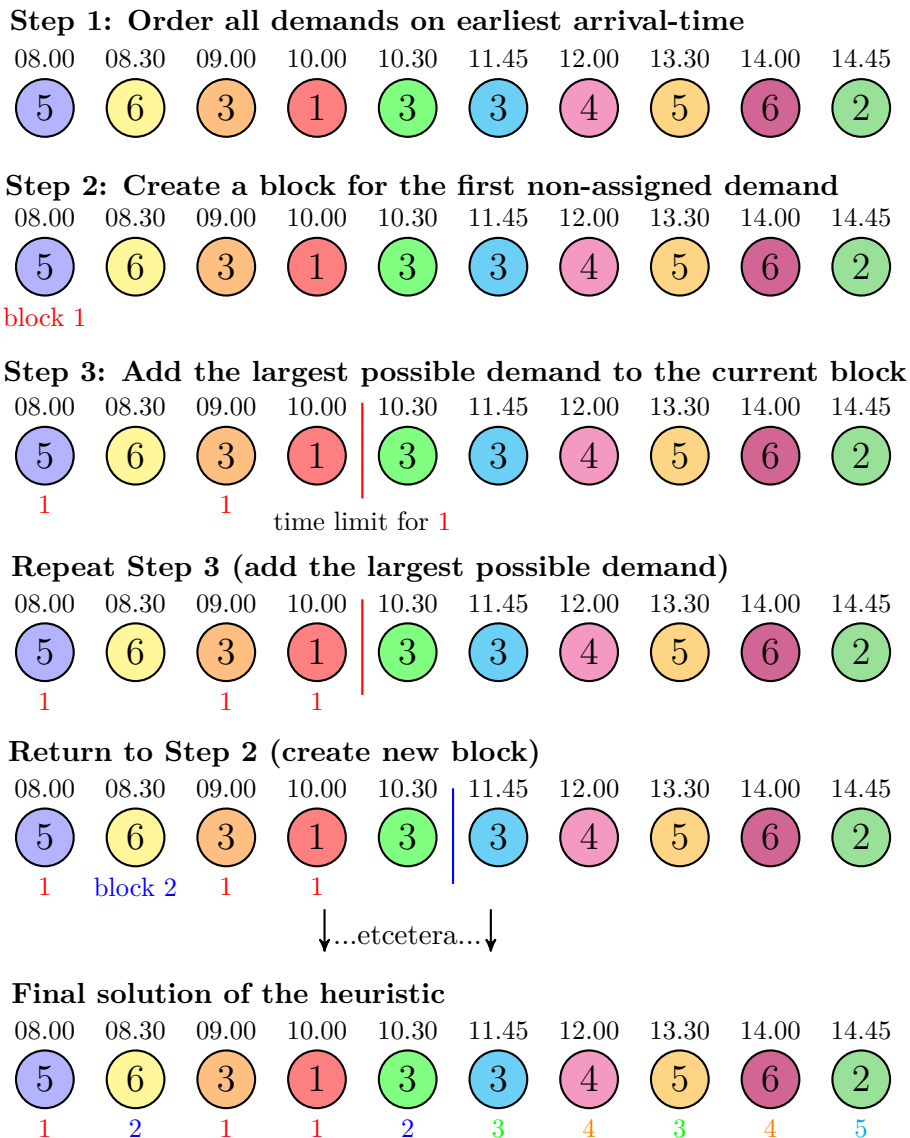 Step 1: Order all demands on earliest arrival-time
08.00 08.30 09.00 10.00 10.30 11.45 12.00 13.30 14.00 14.45
5 6 3 1 3 3 4 5 6 2
Step 2: Create a block for the first non-assigned demand
08.00 08.30 09.00 10.00 10.30 11.45 12.00 13.30 14.00 14.45
5 6 3 1 3 3 4 5 6 2
block 1
Step 3: Add the largest possible demand to the current block
08.00 08.30 09.00 10.00 10.30 11.45 12.00 13.30 14.00 14.45
5 6 3 1 3 3 4 5 6 2
1 1
time limit for 1
Repeat Step 3 (add the largest possible demand)
08.00 08.30 09.00 10.00 10.30 11.45 12.00 13.30 14.00 14.45
5 6 3 1 3 3 4 5 6 2
1 1 1
Return to Step 2 (create new block)
08.00 08.30 09.00 10.00 10.30 11.45 12.00 13.30 14.00 14.45
5 6 3 1 3 3 4 5 6 2
1 block 2 1 1
...etcetera...
Final solution of the heuristic
08.00 08.30 09.00 10.00 10.30 11.45 12.00 13.30 14.00 14.45
5 6 3 1 3 3 4 5 6 2
1 2 1 1 2 3 4 3 4 5